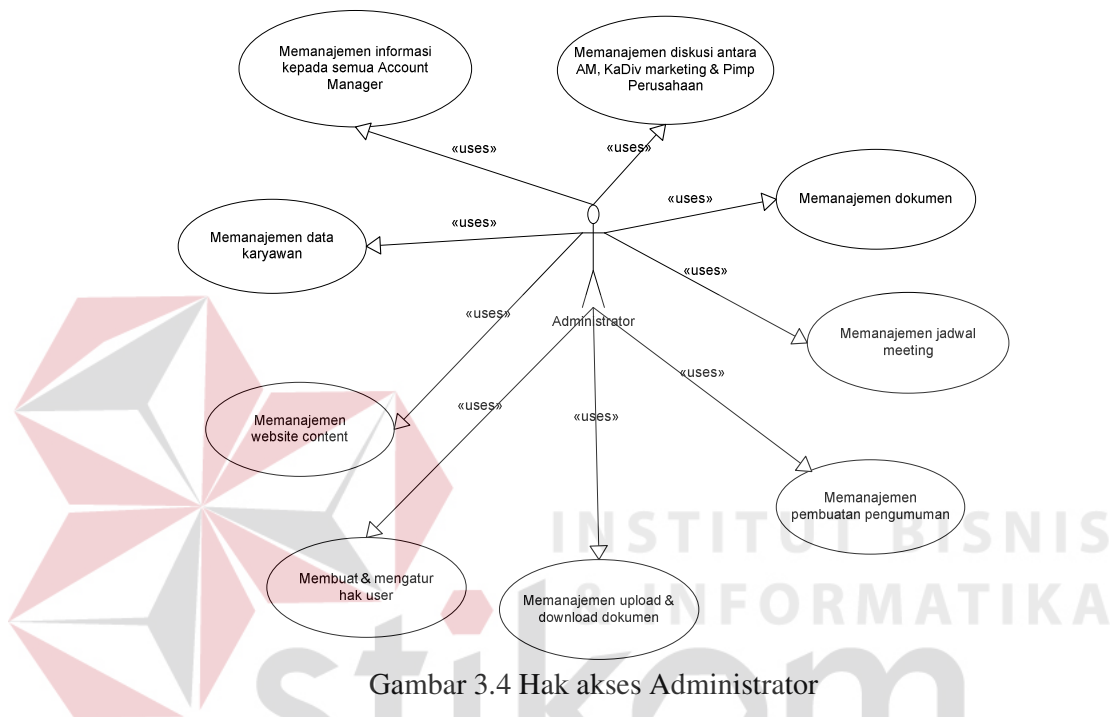 Memanajemen informasi
kepada semua Account
Manager
Memanajemen diskusi antara
AM, KaDiv marketing & Pimp
Perusahaan
«uses»
«uses»
«uses»
Memanajemen dokumen
Memanajemen data
karyawan
«uses»
«uses»
«uses»
Administrator
Memanajemen jadwal
meeting
«uses»
«uses»
«uses»
Memanajemen
website content
Memanajemen
pembuatan pengumuman
INSTITUT BISNIS
& INFORMATIKA
Membuat & mengatur
hak user
Memanajemen upload &
download dokumen
stikom
Gambar 3.4 Hak akses Administrator